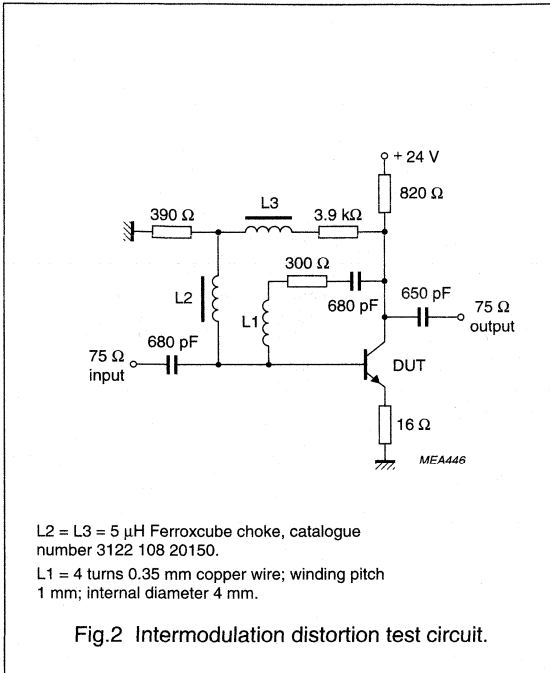 + 24 V
820 Ω
L3
390 Ω
3.9 kΩ
300 Ω
L2
680 pF
650 pF
75 Ω
output
L1
680 pF
75 Ω
input
DUT
16 Ω
MEA446
L2 = L3 = 5 μH Ferroxcube choke, catalogue
number 3122 108 20150.
L1 = 4 turns 0.35 mm copper wire; winding pitch
1 mm; internal diameter 4 mm.
Fig.2 Intermodulation distortion test circuit.